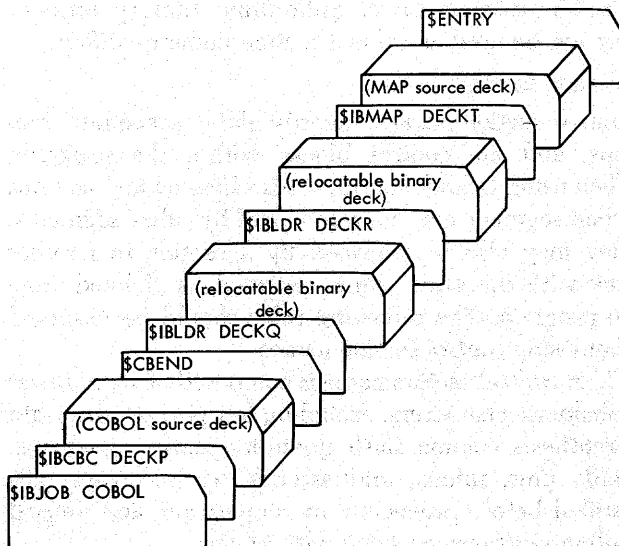 $ENTRY
(MAP source deck)
$IBMAP DECKT
(relocatable binary
deck)
$IBLDR DECKR
(relocatable binary
deck)
$IBLDR DECKQ
$CBEND
(COBOL source deck)
$IBCBC DECKP
$IBJOB COBOL